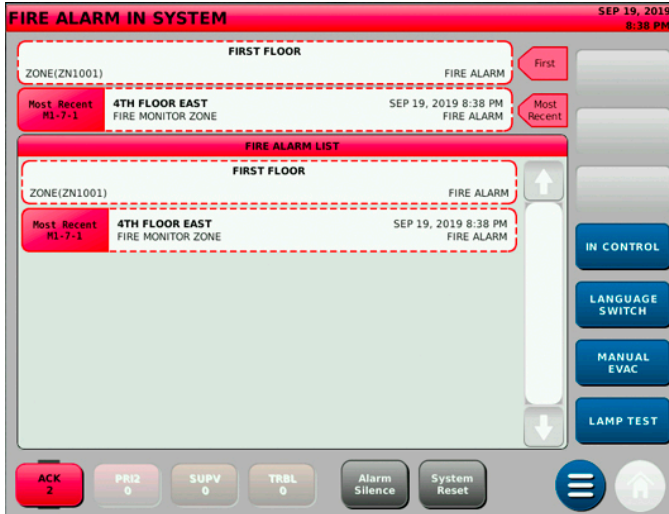 FIRE ALARM IN SYSTEM
SEP 19, 2019
8:38 PM
FIRST FLOOR
ZONE(ZN1001)
FIRE ALARM
First
Most Recent
M1-7-1
4TH FLOOR EAST
SEP 19, 2019 8:38 PM
FIRE MONITOR ZONE
FIRE ALARM
Most
Recent
FIRE ALARM LIST
FIRST FLOOR
ZONE(ZN1001)
FIRE ALARM
Most Recent
M1-7-1
4TH FLOOR EAST
SEP 19, 2019 8:38 PM
FIRE MONITOR ZONE
FIRE ALARM
IN CONTROL
LANGUAGE
SWITCH
MANUAL
EVAC
LAMP TEST
ACK
2
PRI2
0
SUPV
0
TRBL
0
Alarm
Silence
System
Reset